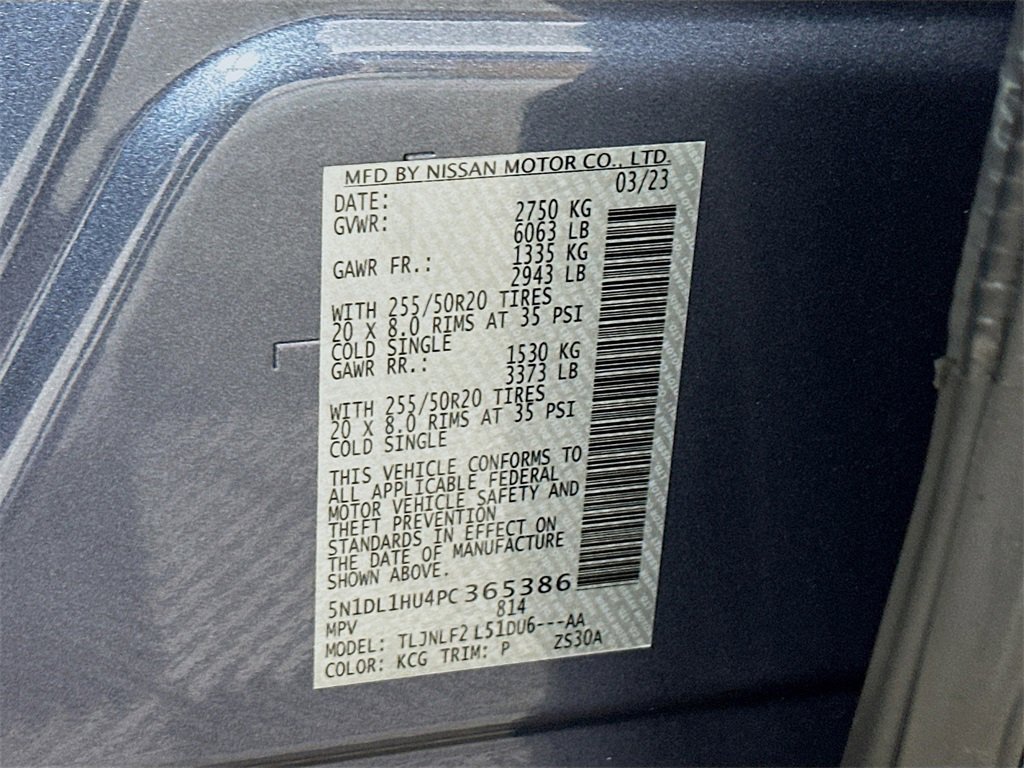 MFD BY NISSAN MOTOR CO., LTD.
DATE: 03/23
GVWR: 2750 KG
6063 LB
GAWR FR.: 1335 KG
2943 LB
WITH 255/50R20 TIRES
20 X 8.0 RIMS AT 35 PSI
COLD SINGLE
GAWR RR.: 1530 KG
3373 LB
WITH 255/50R20 TIRES
20 X 8.0 RIMS AT 35 PSI
COLD SINGLE
THIS VEHICLE CONFORMS TO
ALL APPLICABLE FEDERAL
MOTOR VEHICLE SAFETY AND
THEFT PREVENTION
STANDARDS IN EFFECT ON
THE DATE OF MANUFACTURE
SHOWN ABOVE.
5N1DL1HU4PC365386
MPV 814
MODEL: TLJNLF2 L51DU6---AA
COLOR: KCG TRIM: P ZS30A